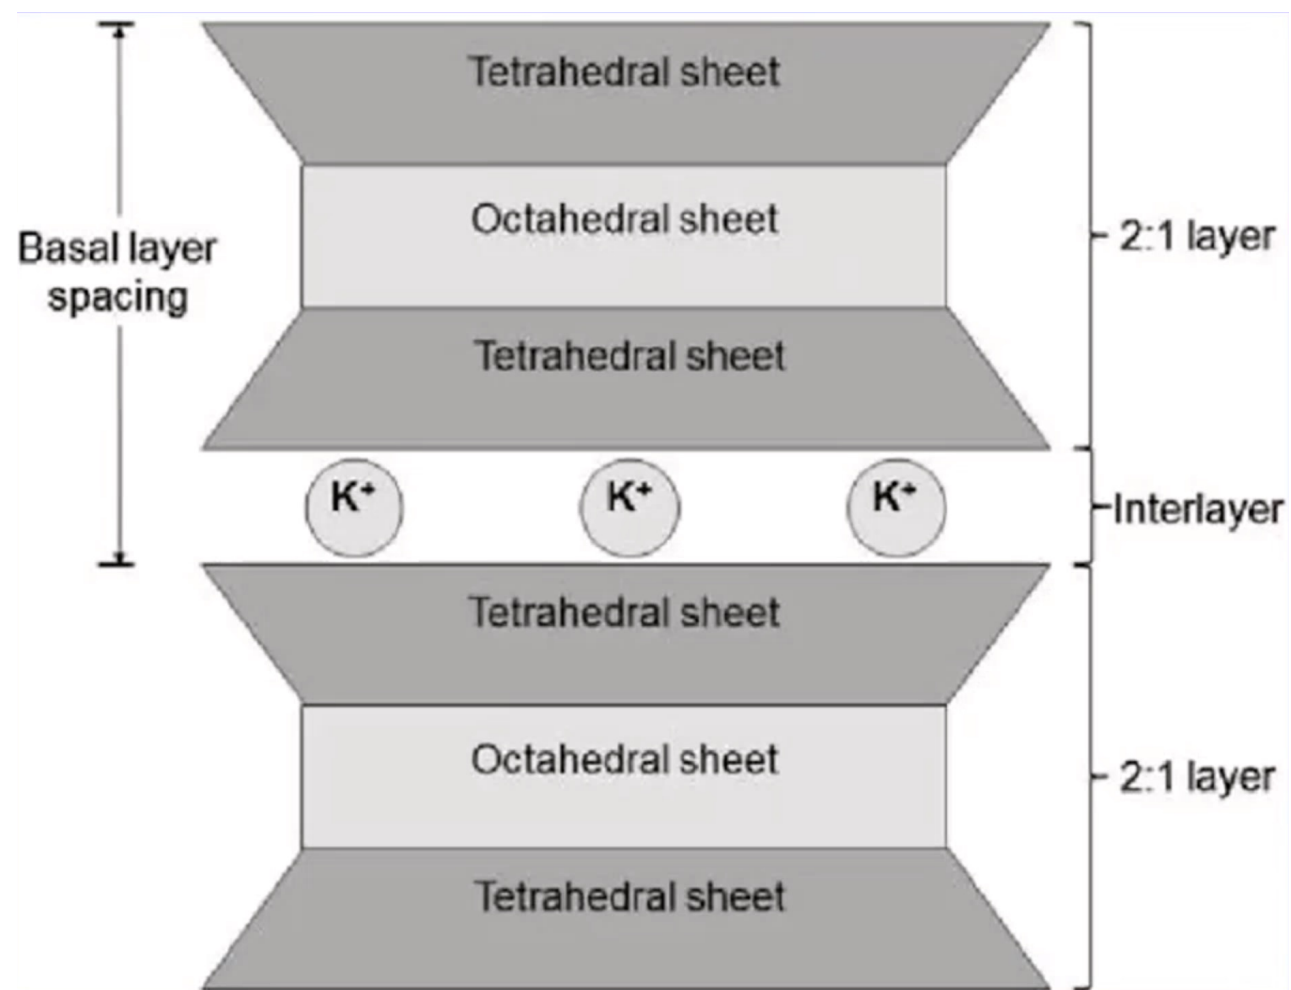 Tetrahedral sheet
Octahedral sheet
2:1 layer
Basal layer
spacing
Tetrahedral sheet
K⁺ K⁺ K⁺
Interlayer
Tetrahedral sheet
Octahedral sheet
2:1 layer
Tetrahedral sheet